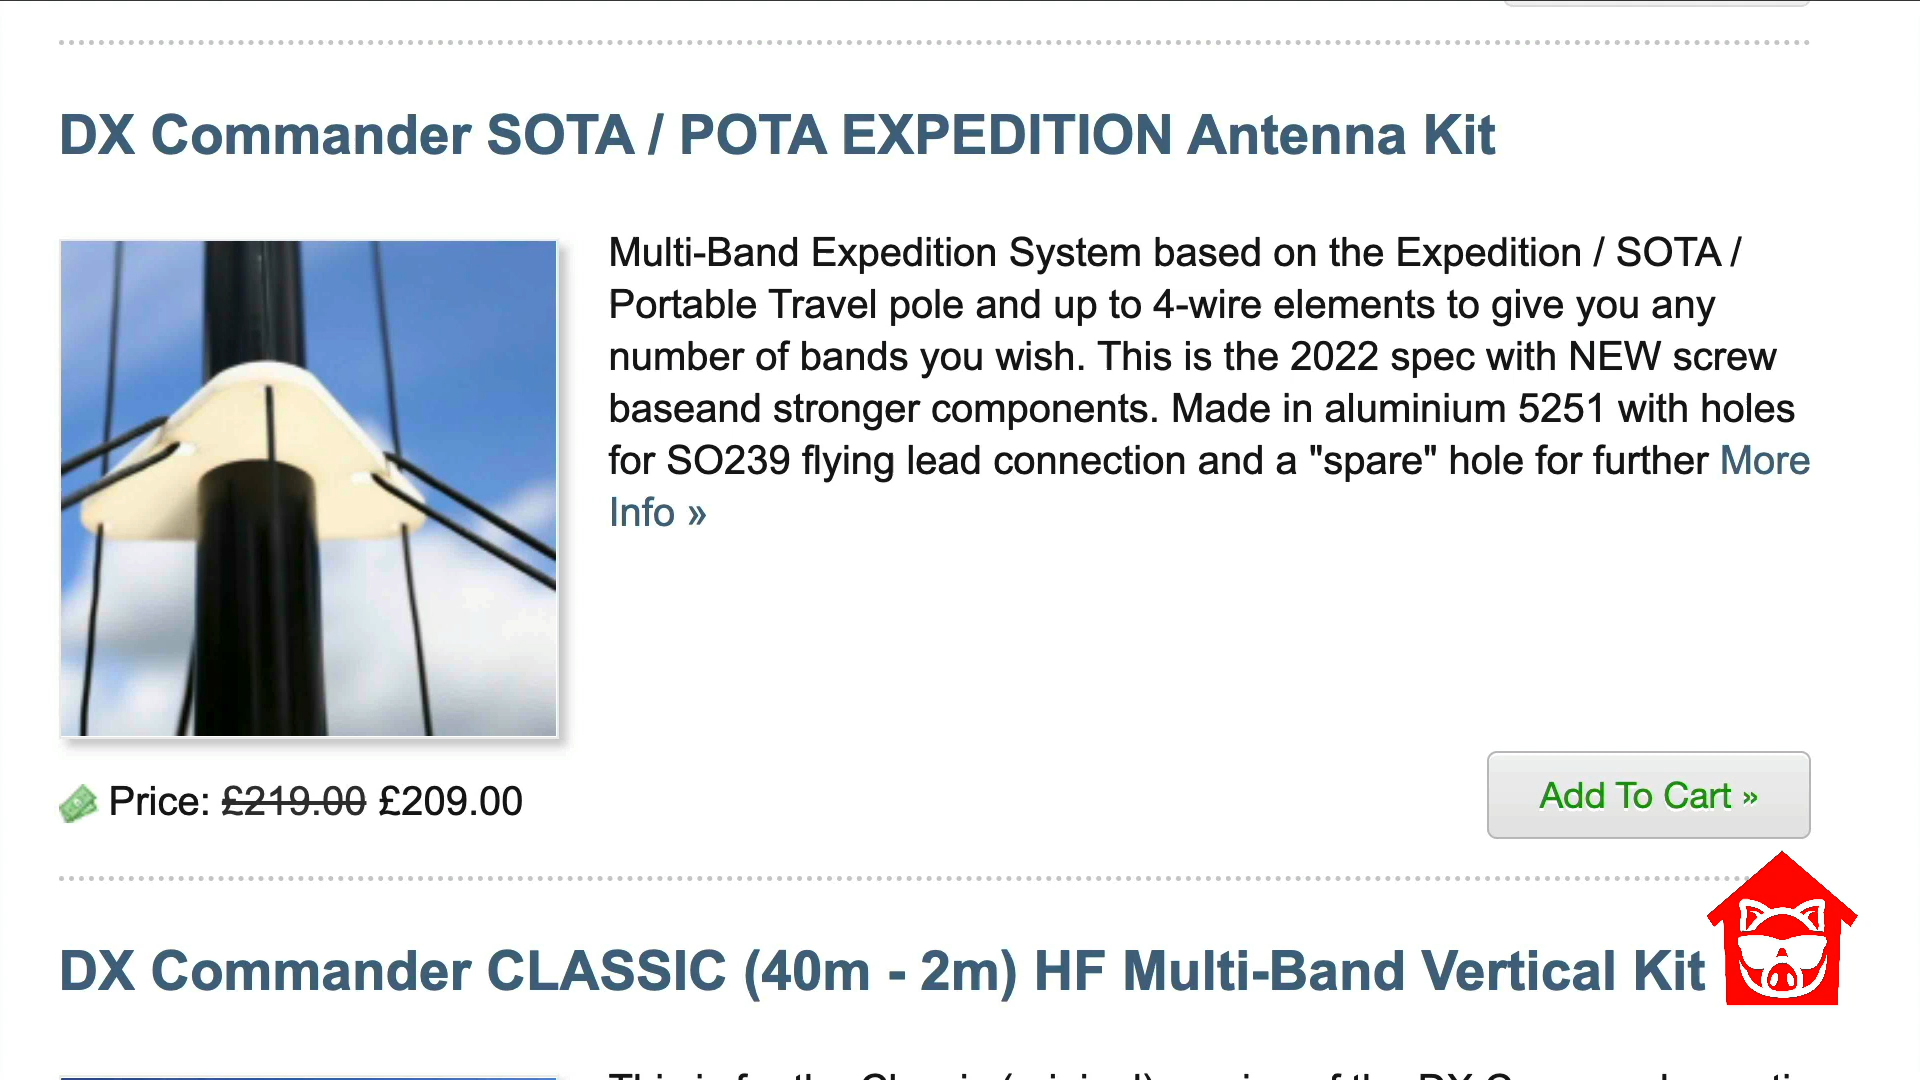 DX Commander SOTA / POTA EXPEDITION Antenna Kit
Multi-Band Expedition System based on the Expedition / SOTA /
Portable Travel pole and up to 4-wire elements to give you any
number of bands you wish. This is the 2022 spec with NEW screw
baseand stronger components. Made in aluminium 5251 with holes
for SO239 flying lead connection and a "spare" hole for further More
Info »
Price: £219.00 £209.00
Add To Cart »
DX Commander CLASSIC (40m - 2m) HF Multi-Band Vertical Kit